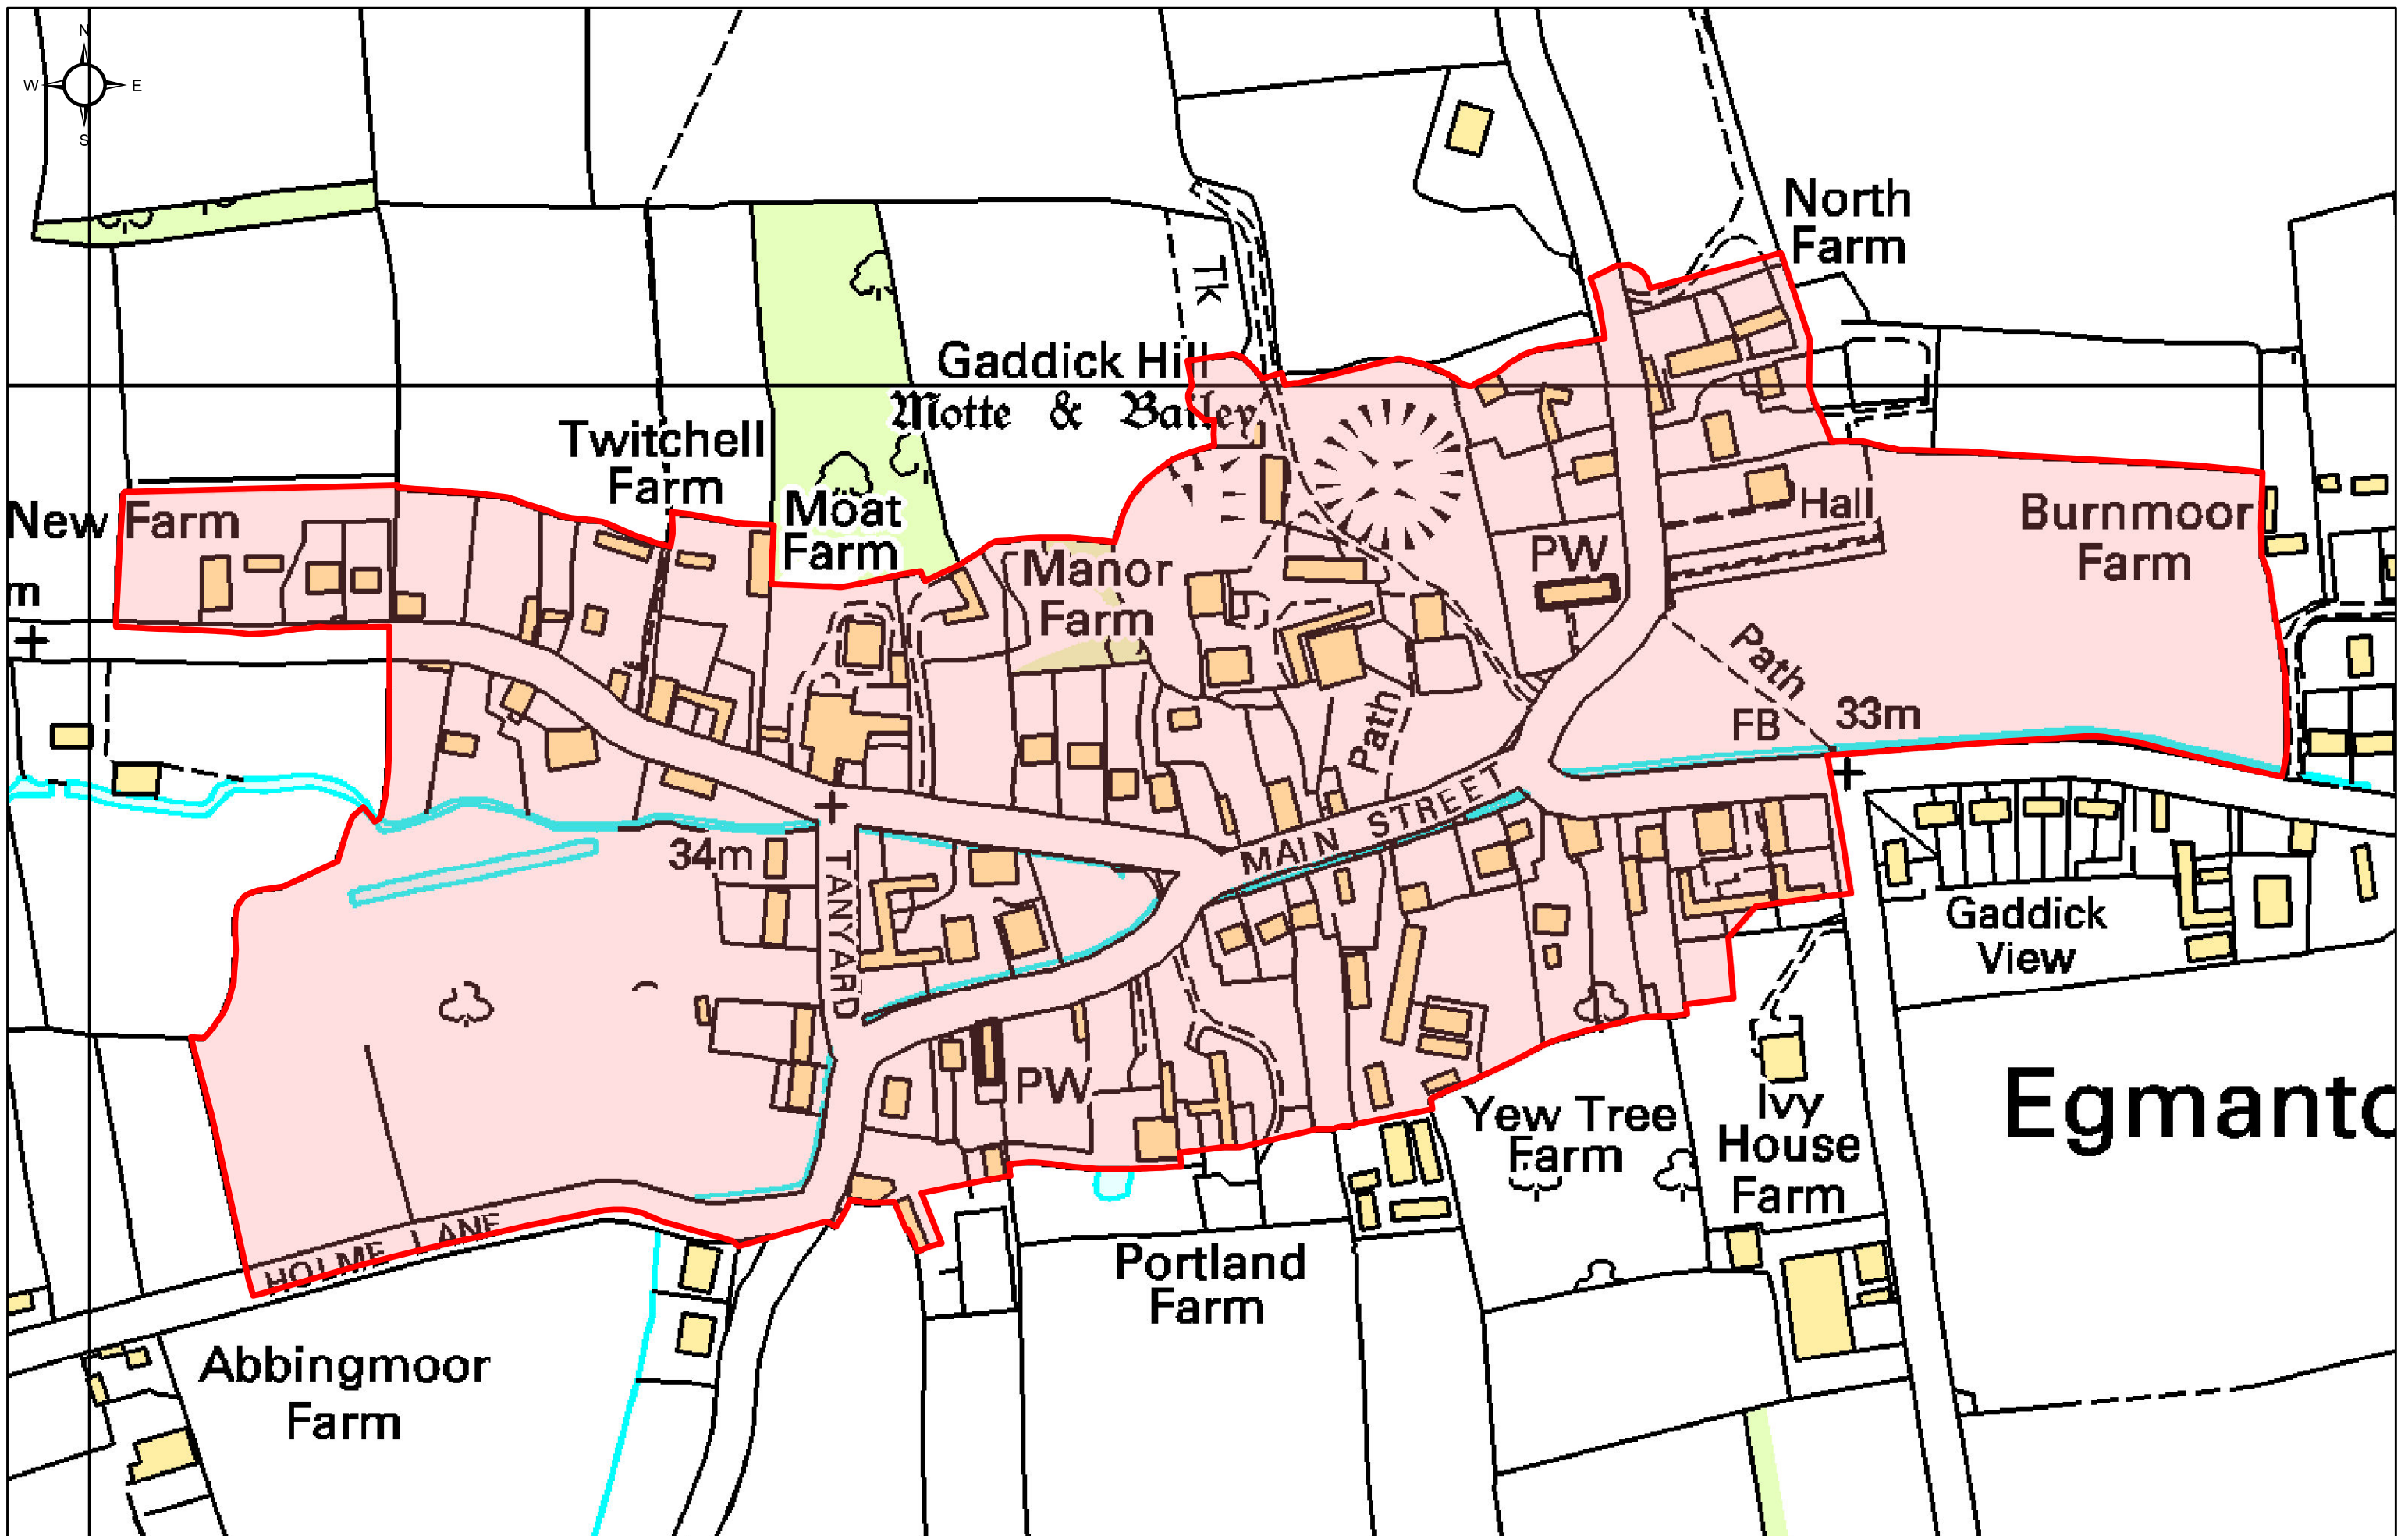 N
W E
S
North
Farm
Tk
Gaddick Hill
Motte & Bailey
Twitchell
Farm
New Farm
Moat
Farm
Hall
Burnmoor
Farm
PW
Manor
Farm
m
Path
Path
FB 33m
MAIN STREET
34m
TANYARD
Gaddick
View
PW
Yew Tree
Farm
Ivy
House
Farm
Egmanto
HOLME LANE
Portland
Farm
Abbingmoor
Farm